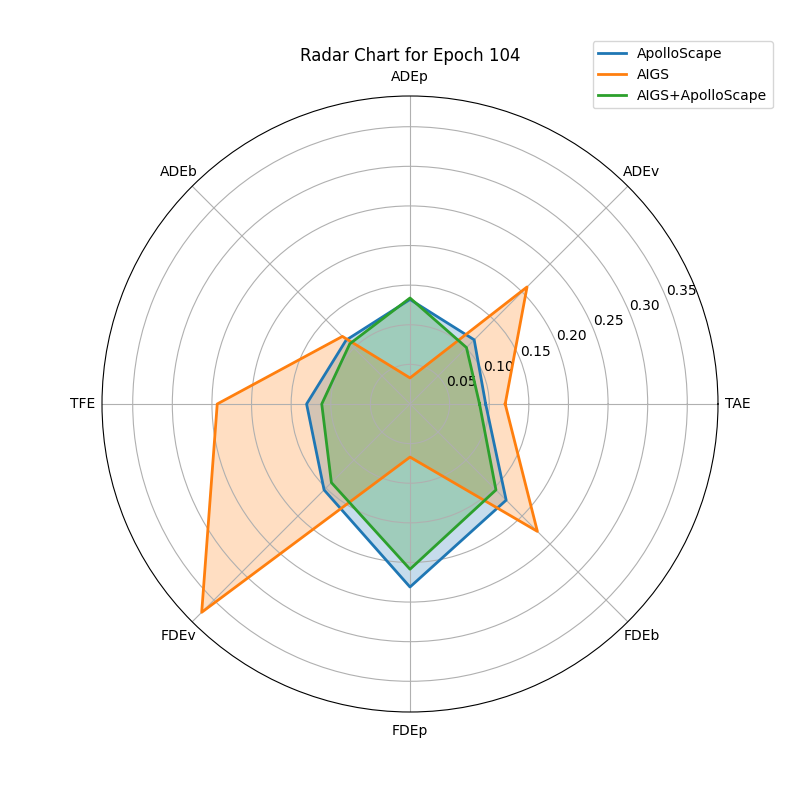 Radar Chart for Epoch 104
ApolloScape
AIGS
AIGS+ApolloScape
ADEp
ADEb
ADEv
0.35
0.30
0.25
0.20
0.15
0.10
0.05
TFE
TAE
FDEv
FDEb
FDEp